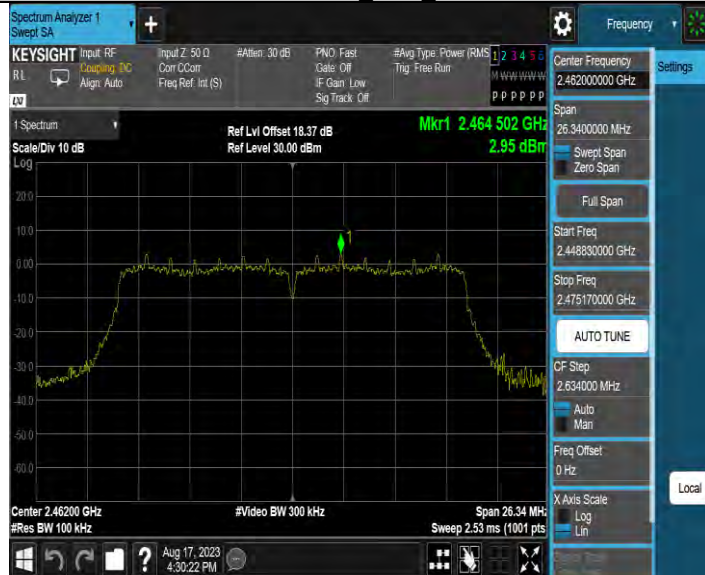 Spectrum Analyzer 1
Swept SA
Frequency
KEYSIGHT
Input: RF
Coupling: DC
Align: Auto
Input Z: 50 Ω
Corr CCorr
Freq Ref: Int (S)
#Atten: 30 dB
PNO: Fast
Gate: Off
IF Gain: Low
Sig Track: Off
#Avg Type: Power (RMS
Trig: Free Run
1 2 3 4 5 6
M W W W W W
P P P P P P
R L
LXI
1 Spectrum
Scale/Div 10 dB
Log
Ref Lvl Offset 18.37 dB
Ref Level 30.00 dBm
Mkr1 2.464 502 GHz
2.95 dBm
20.0
10.0
0.00
-10.0
-20.0
-30.0
-40.0
-50.0
-60.0
1
Center 2.46200 GHz
#Res BW 100 kHz
#Video BW 300 kHz
Span 26.34 MHz
Sweep 2.53 ms (1001 pts
?
Aug 17, 2023
4:30:22 PM
Center Frequency
2.462000000 GHz
Span
26.3400000 MHz
Swept Span
Zero Span
Full Span
Start Freq
2.448830000 GHz
Stop Freq
2.475170000 GHz
AUTO TUNE
CF Step
2.634000 MHz
Auto
Man
Freq Offset
0 Hz
X Axis Scale
Log
Lin
Settings
Local